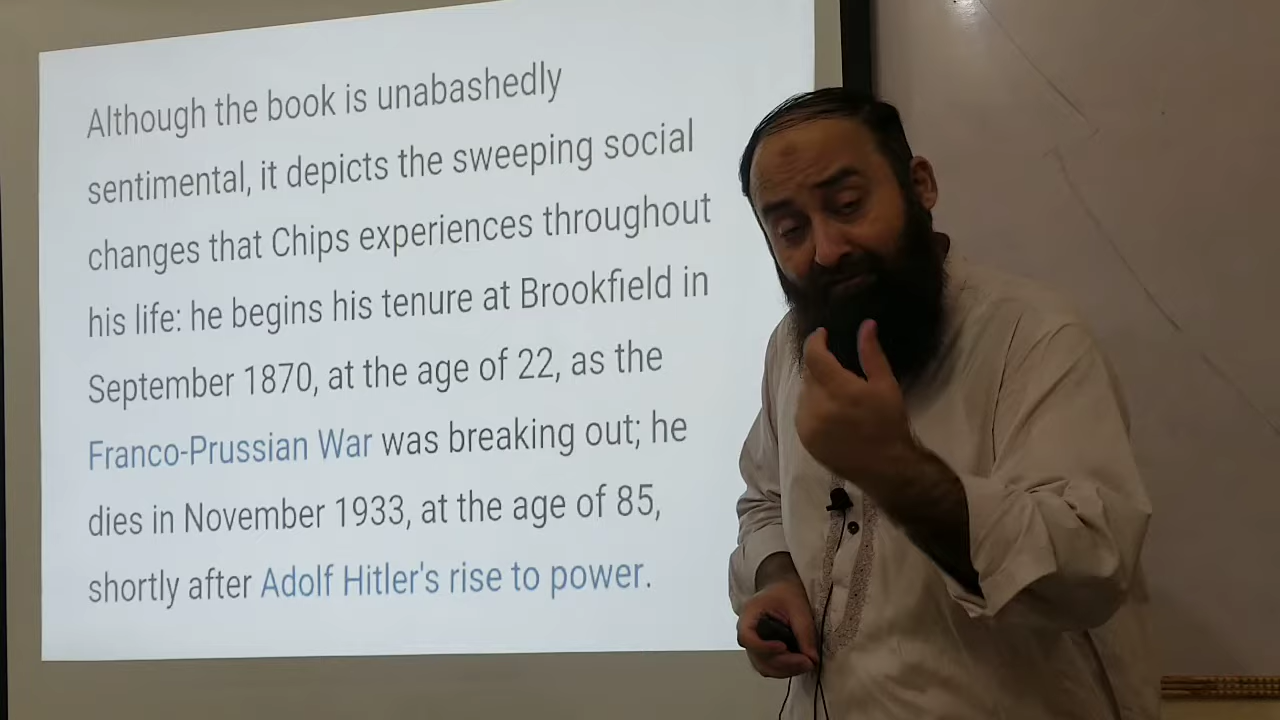 Although the book is unabashedly
sentimental, it depicts the sweeping social
changes that Chips experiences throughout
his life: he begins his tenure at Brookfield in
September 1870, at the age of 22, as the
Franco-Prussian War was breaking out; he
dies in November 1933, at the age of 85,
shortly after Adolf Hitler's rise to power.